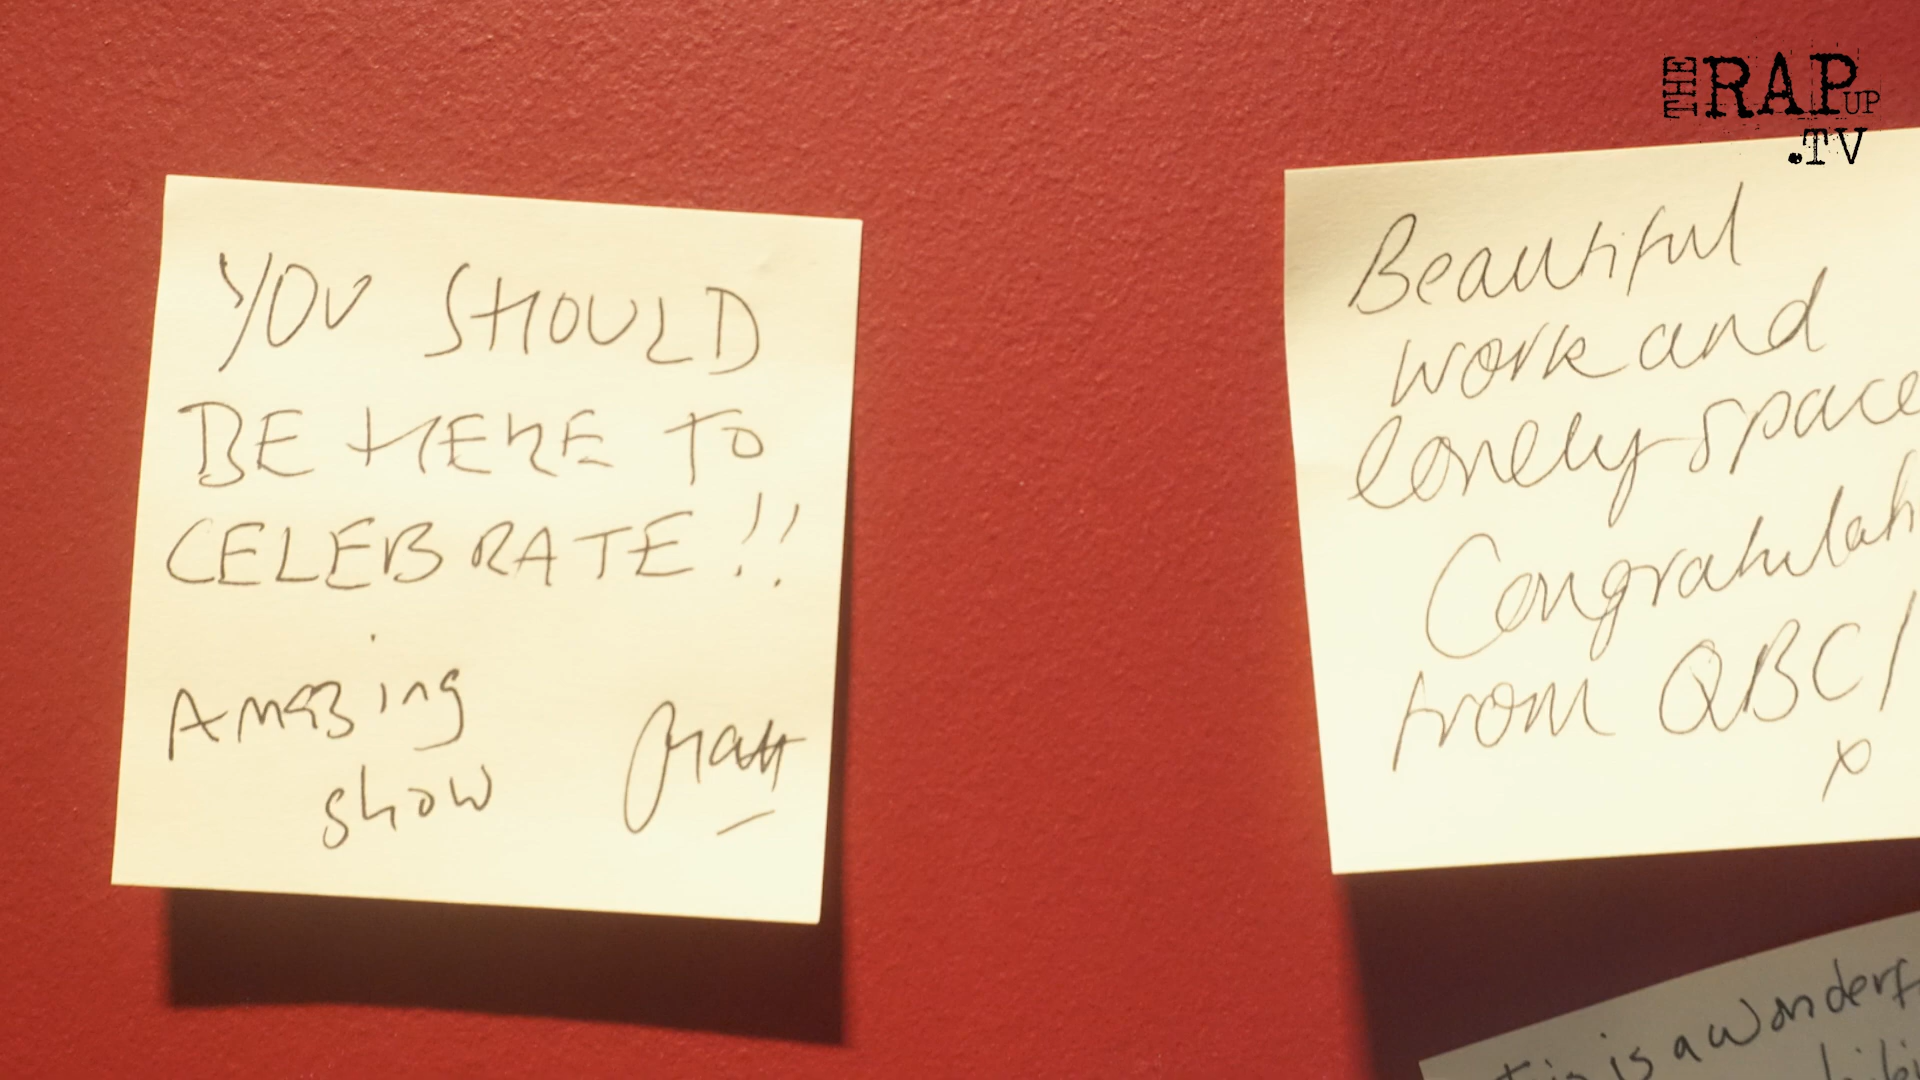 THE RAP UP
.TV
YOU SHOULD
BE HERE TO
CELEBRATE!!
Amazing
show Matt
Beautiful
work and
lovely space
from QBC!
x
This is a